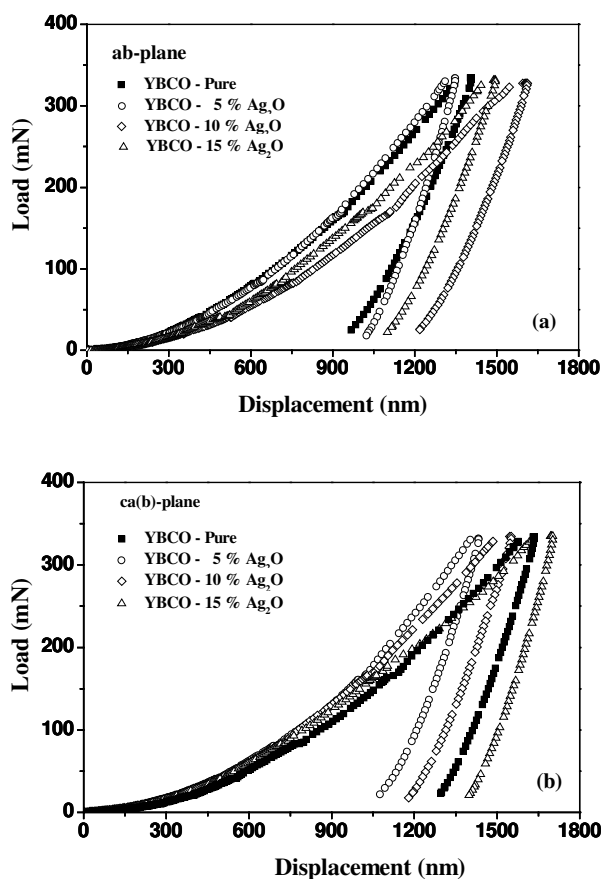 400
ab-plane
YBCO - Pure
YBCO - 5 % Ag₂O
YBCO - 10 % Ag₂O
YBCO - 15 % Ag₂O
300
200
100
0
Load (mN)
(a)
0 300 600 900 1200 1500 1800
Displacement (nm)
400
ca(b)-plane
YBCO - Pure
YBCO - 5 % Ag₂O
YBCO - 10 % Ag₂O
YBCO - 15 % Ag₂O
300
200
100
0
Load (mN)
(b)
0 300 600 900 1200 1500 1800
Displacement (nm)